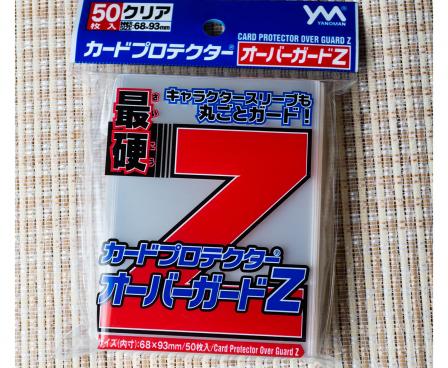 50枚入
クリア
68×93mm
YANOMAN
CARD PROTECTOR OVER GUARD Z
カードプロテクター
オーバーガードZ
キャラクタースリーブも
丸ごとガード!
最硬
さいこう
カードプロテクター
オーバーガードZ
サイズ(内寸):68×93mm/50枚入/Card Protector Over Guard Z